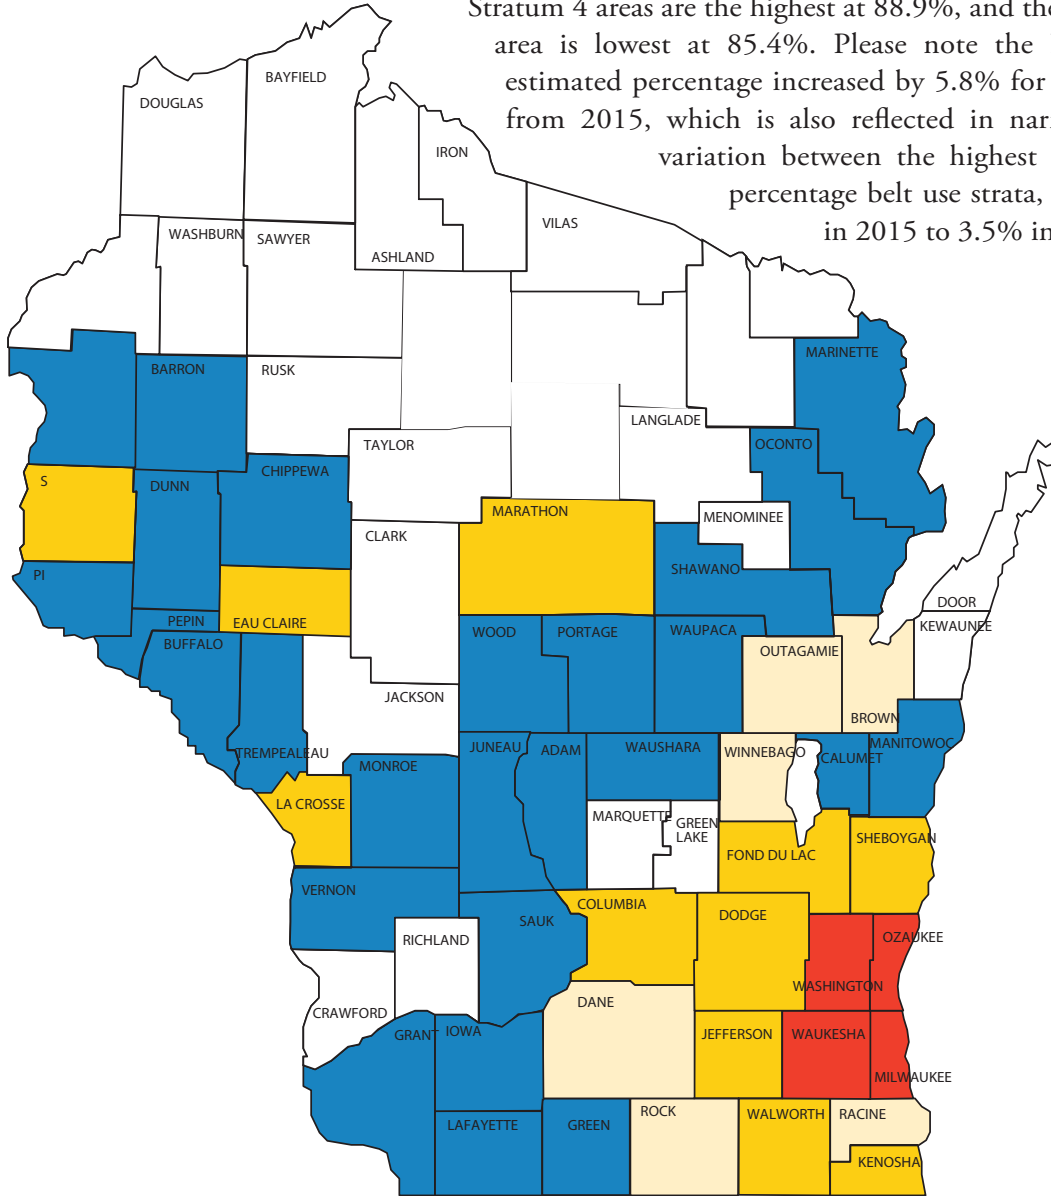 Stratum 4 areas are the highest at 88.9%, and the
area is lowest at 85.4%. Please note the
estimated percentage increased by 5.8% for
from 2015, which is also reflected in
variation between the highest
percentage belt use strata,
in 2015 to 3.5% in
BAYFIELD
DOUGLAS
IRON
VILAS
WASHBURN
SAWYER
ASHLAND
MARINETTE
BARRON
RUSK
LANGLADE
TAYLOR
OCONTO
CHIPPEWA
S
DUNN
MARATHON
MENOMINEE
CLARK
SHAWANO
PI
DOOR
PEPIN
EAU CLAIRE
KEWAUNEE
WOOD
PORTAGE
WAUPACA
BUFFALO
OUTAGAMIE
JACKSON
BROWN
TREMPEALEAU
JUNEAU
ADAM
WAUSHARA
WINNEBAGO
CALUMET
MANITOWOC
MONROE
LA CROSSE
MARQUETTE
GREEN
LAKE
SHEBOYGAN
FOND DU LAC
VERNON
COLUMBIA
DODGE
SAUK
RICHLAND
OZAUKEE
WASHINGTON
DANE
CRAWFORD
GRANT
IOWA
JEFFERSON
WAUKESHA
MILWAUKEE
ROCK
WALWORTH
RACINE
LAFAYETTE
GREEN
KENOSHA